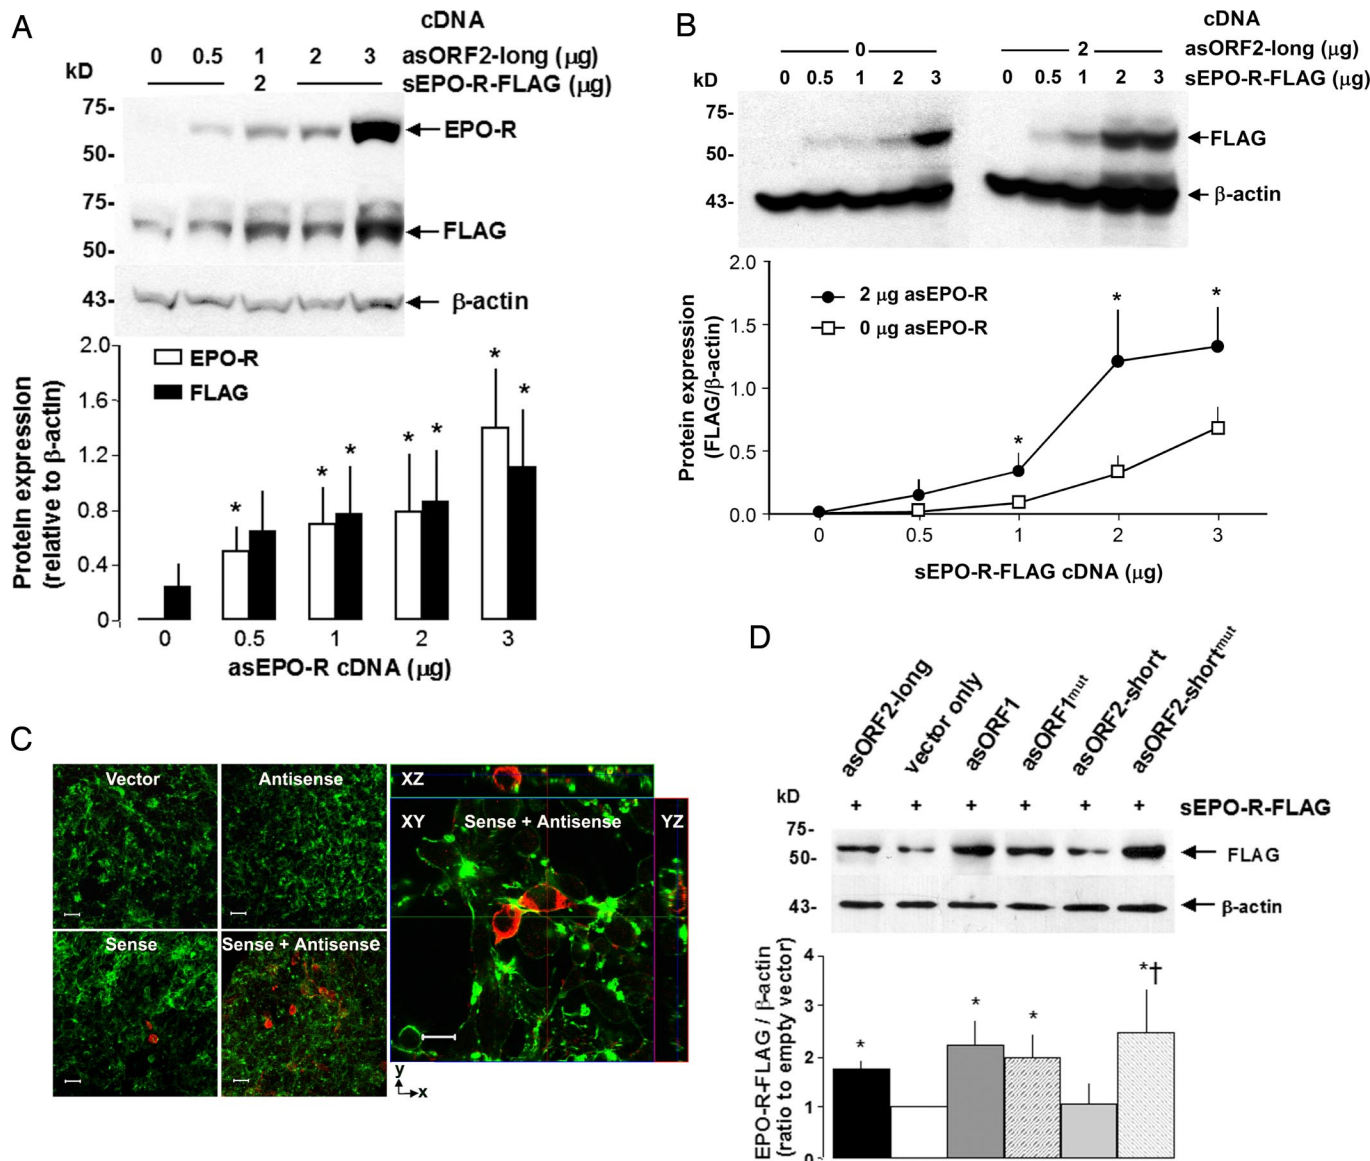 A
cDNA
0 0.5 1 2 3 asORF2-long (μg)
kD
2 sEPO-R-FLAG (μg)
75-
EPO-R
50-
75-
FLAG
50-
43-
β-actin
2.0
1.6
1.2
0.8
0.4
0
Protein expression
(relative to β-actin)
EPO-R
FLAG
* * * * * * *
0 0.5 1 2 3
asEPO-R cDNA (μg)
B
cDNA
0 2 asORF2-long (μg)
kD 0 0.5 1 2 3 0 0.5 1 2 3 sEPO-R-FLAG (μg)
75-
FLAG
50-
43-
β-actin
2.0
1.5
1.0
0.5
0.0
Protein expression
(FLAG/β-actin)
2 μg asEPO-R
0 μg asEPO-R
* * *
0 0.5 1 2 3
sEPO-R-FLAG cDNA (μg)
C
Vector
Antisense
Sense
Sense + Antisense
XZ
XY
Sense + Antisense
YZ
y
x
D
asORF2-long
vector only
asORF1
asORF1mut
asORF2-short
asORF2-shortmut
kD
+ + + + + + sEPO-R-FLAG
75-
50-
FLAG
43-
β-actin
4
3
2
1
0
EPO-R-FLAG / β-actin
(ratio to empty vector)
* * * *†